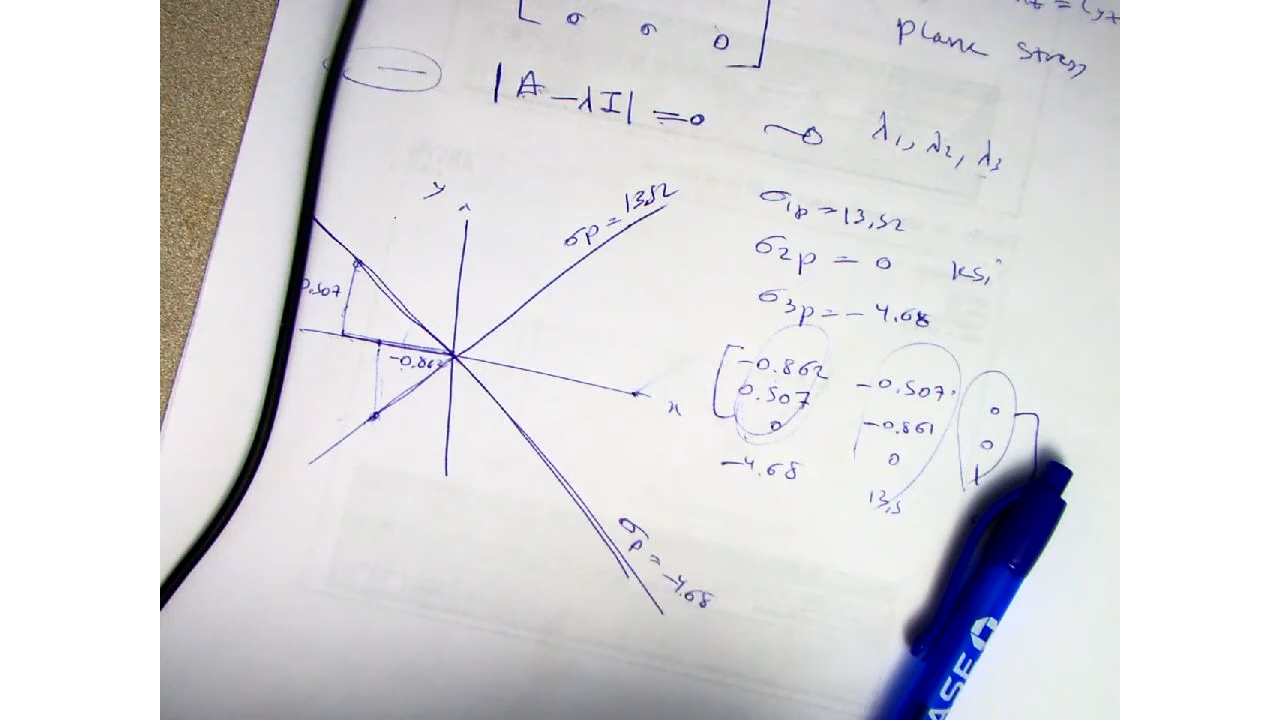 σ σ 0
plane stress
|A - λI| = 0 → λ1, λ2, λ3
y
σp = 13.52
σ1p = 13.52
σ2p = 0 ksi
σ3p = -4.68
0.507
-0.862
x
-0.862 -0.507 0
0.507 -0.861 0
0 0 1
-4.68 13.5
σp = -4.68
ASE